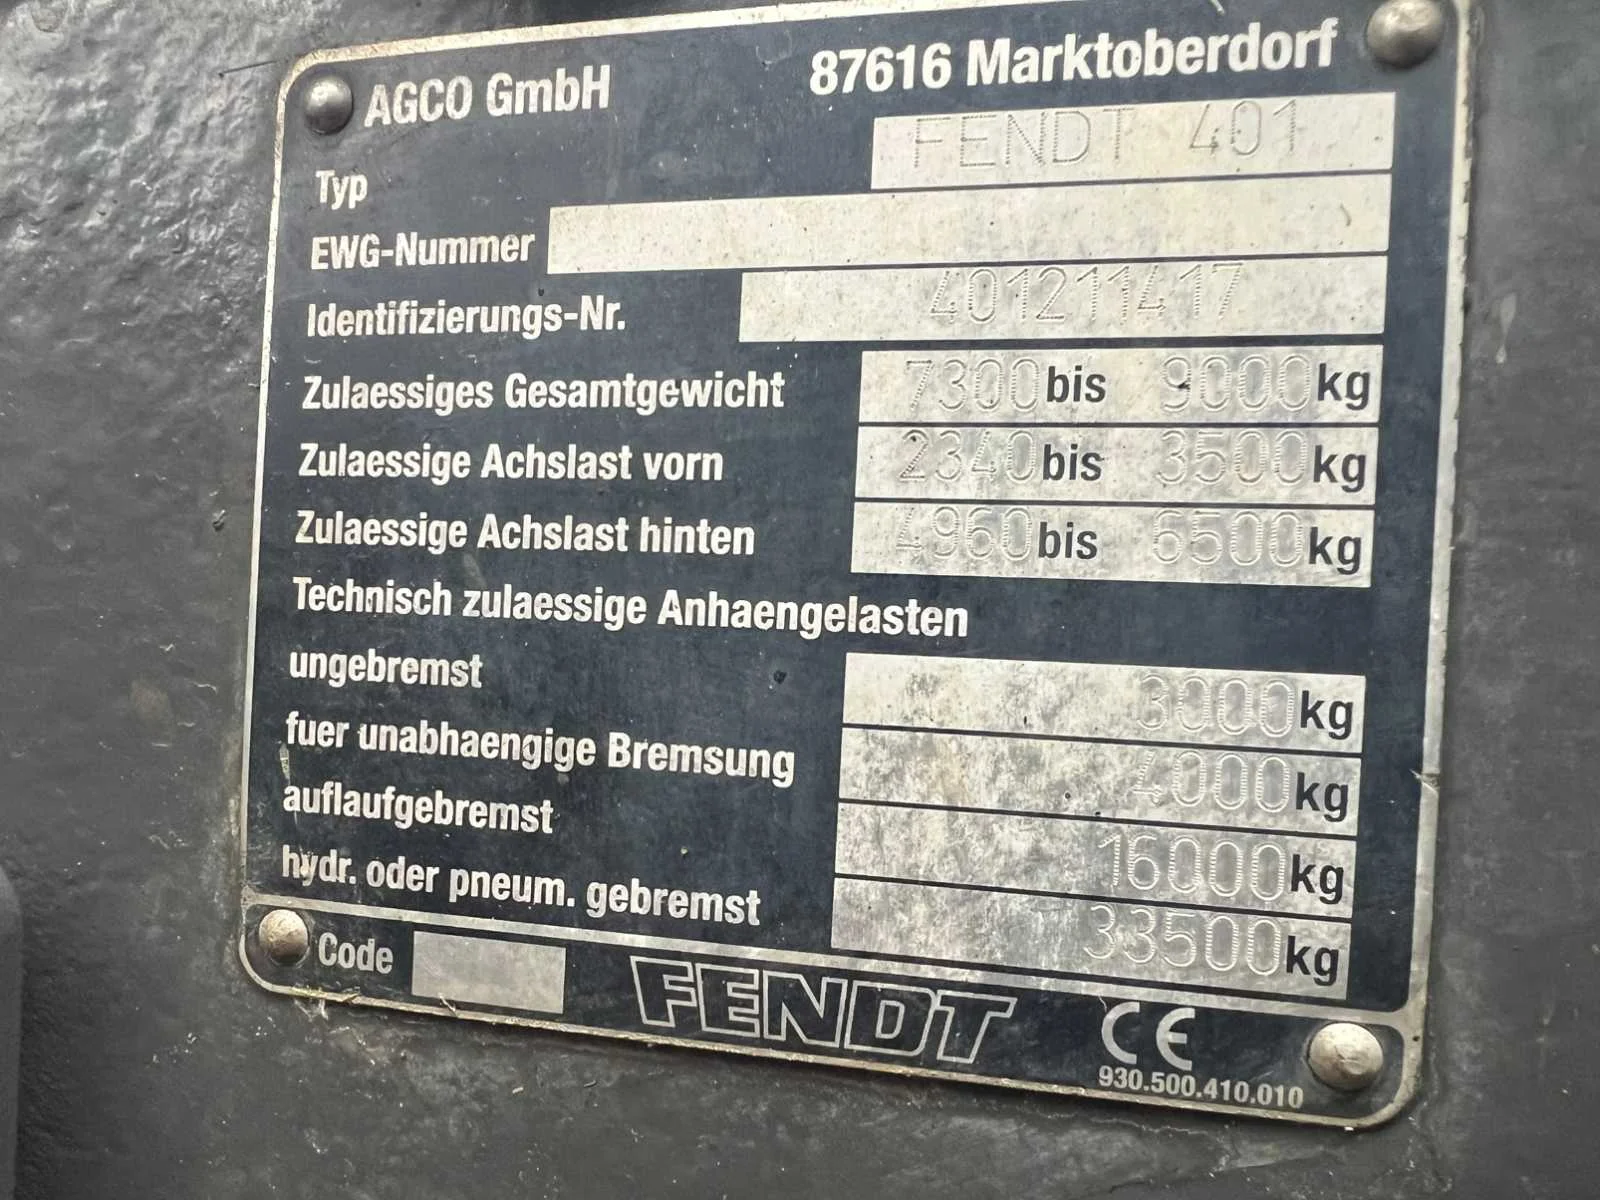 AGCO GmbH 87616 Marktoberdorf
Typ FENDT 401
EWG-Nummer
Identifizierungs-Nr. 401211417
Zulaessiges Gesamtgewicht 7300 bis 9000 kg
Zulaessige Achslast vorn 2340 bis 3500 kg
Zulaessige Achslast hinten 4960 bis 6500 kg
Technisch zulaessige Anhaengelasten
ungebremst 3000 kg
fuer unabhaengige Bremsung 4000 kg
auflaufgebremst 16000 kg
hydr. oder pneum. gebremst 33500 kg
Code FENDT CE
930.500.410.010